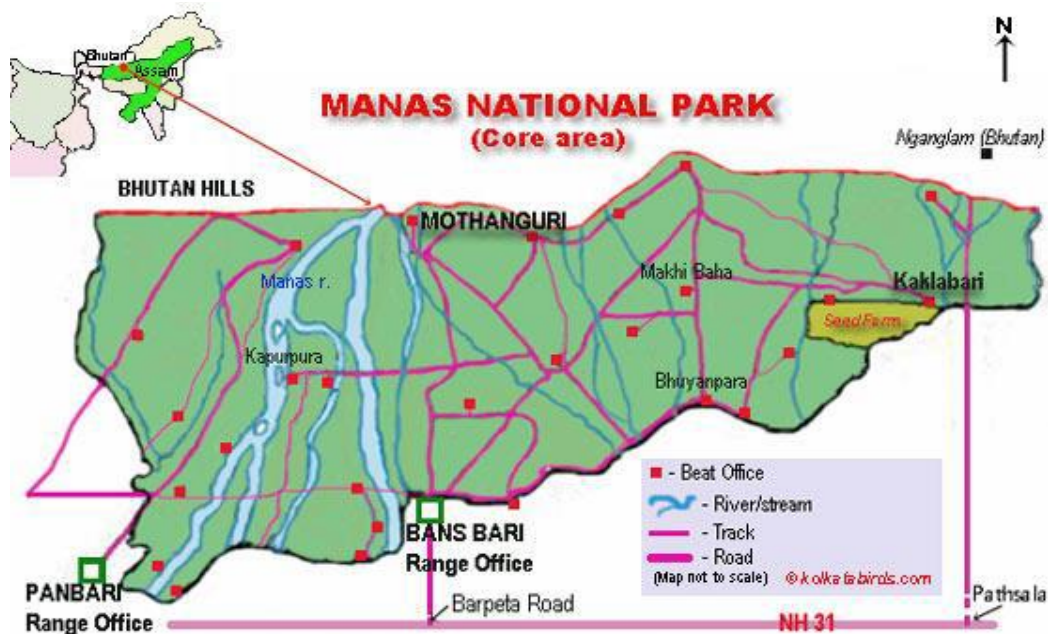 Bhutan
Assam
N
MANAS NATIONAL PARK
(Core area)
Nganglam (Bhutan)
BHUTAN HILLS
MOTHANGURI
Manas r.
Makhi Baha
Kaklabari
Seed Farm
Kapurpura
Bhuyanpara
- Beat Office
- River/stream
- Track
- Road
(Map not to scale) © kolkatabirds.com
BANS BARI
Range Office
PANBARI
Range Office
Barpeta Road
Pathsala
NH 31